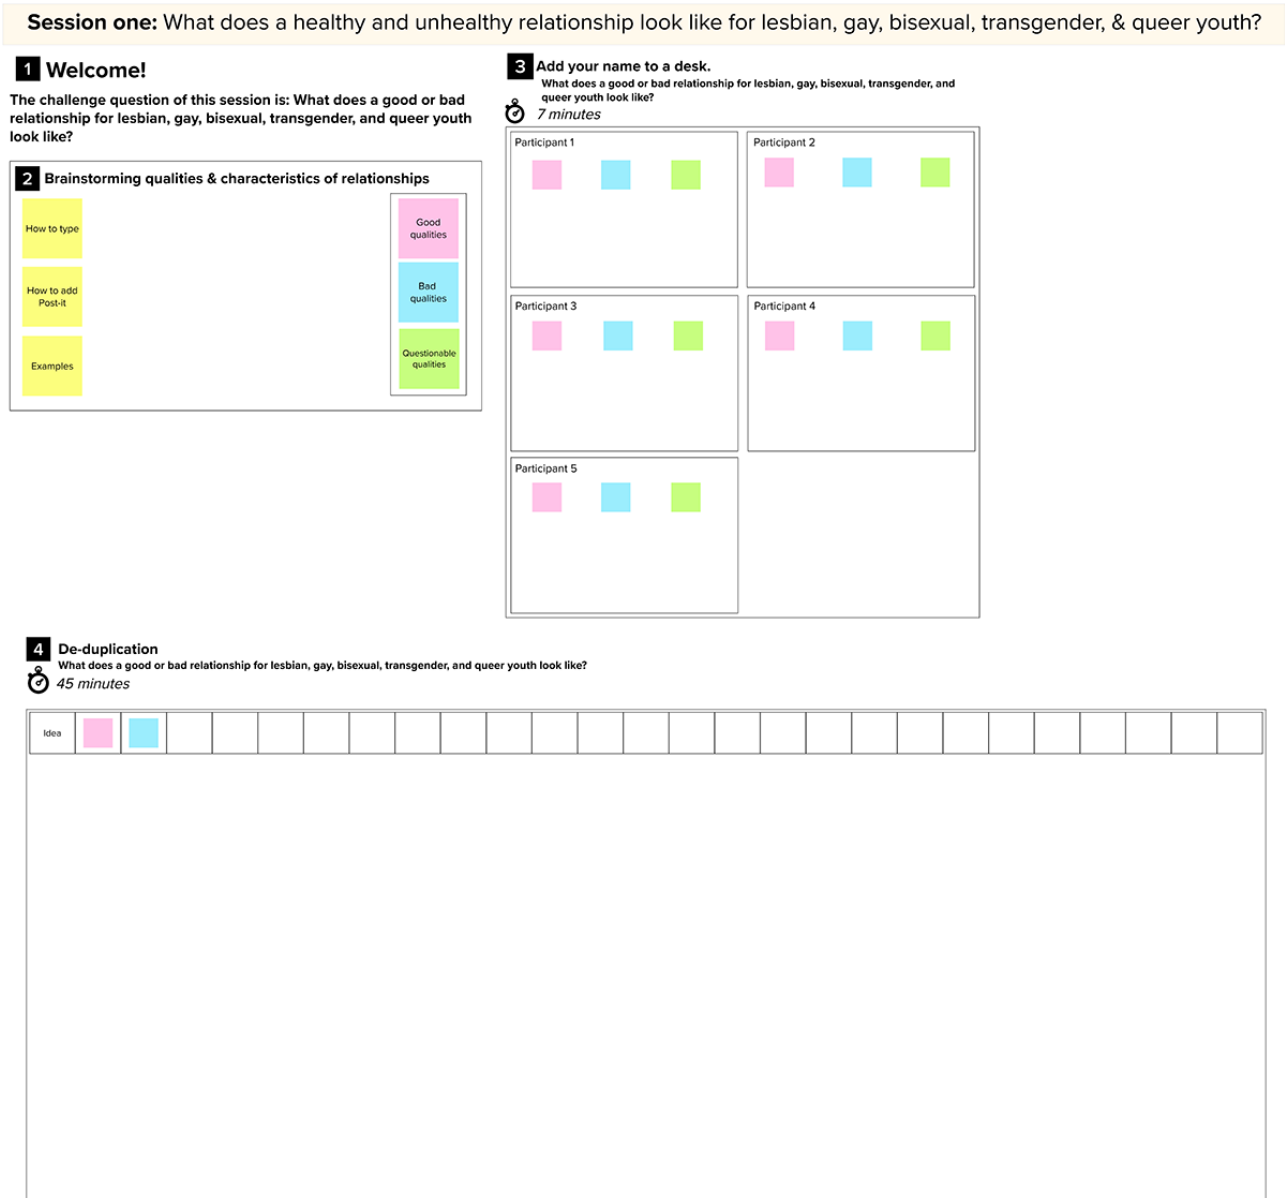 Session one: What does a healthy and unhealthy relationship look like for lesbian, gay, bisexual, transgender, & queer youth?
1 Welcome!
The challenge question of this session is: What does a good or bad
relationship for lesbian, gay, bisexual, transgender, and queer youth
look like?
2 Brainstorming qualities & characteristics of relationships
How to type
How to add
Post-it
Examples
Good
qualities
Bad
qualities
Questionable
qualities
3 Add your name to a desk.
What does a good or bad relationship for lesbian, gay, bisexual, transgender, and
queer youth look like?
7 minutes
Participant 1
Participant 2
Participant 3
Participant 4
Participant 5
4 De-duplication
What does a good or bad relationship for lesbian, gay, bisexual, transgender, and queer youth look like?
45 minutes
Idea